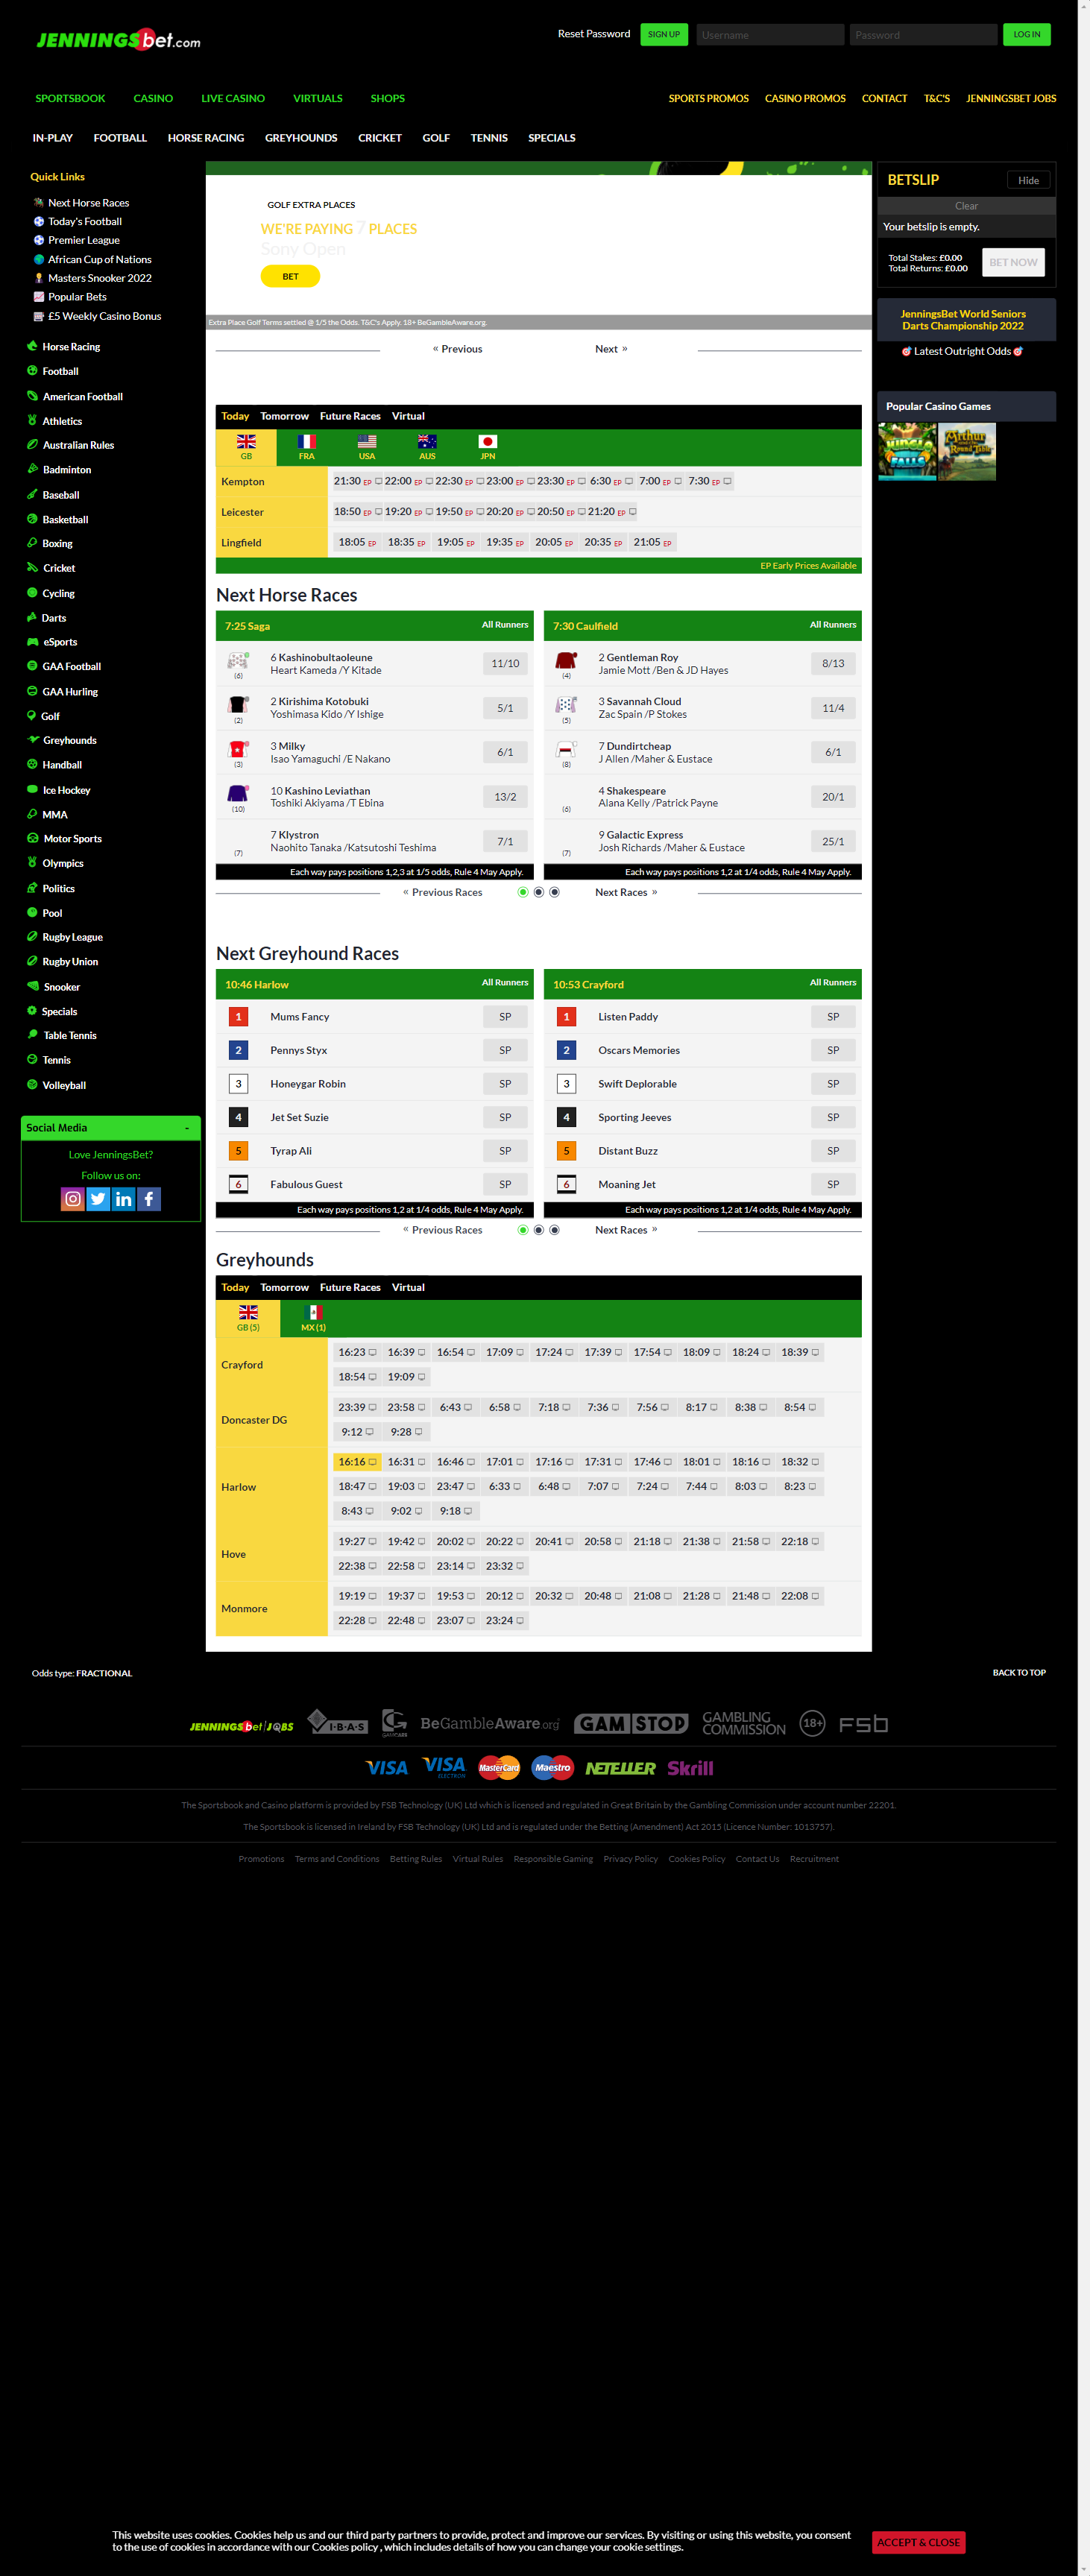 JENNINGSbet.com
Reset Password SIGN UP Username Password LOG IN
SPORTSBOOK CASINO LIVE CASINO VIRTUALS SHOPS SPORTS PROMOS CASINO PROMOS CONTACT T&C'S JENNINGSBET JOBS
IN-PLAY FOOTBALL HORSE RACING GREYHOUNDS CRICKET GOLF TENNIS SPECIALS
Quick Links
Next Horse Races
Today's Football
Premier League
African Cup of Nations
Masters Snooker 2022
Popular Bets
£5 Weekly Casino Bonus
Horse Racing
Football
American Football
Athletics
Australian Rules
Badminton
Baseball
Basketball
Boxing
Cricket
Cycling
Darts
eSports
GAA Football
GAA Hurling
Golf
Greyhounds
Handball
Ice Hockey
MMA
Motor Sports
Olympics
Politics
Pool
Rugby League
Rugby Union
Snooker
Specials
Table Tennis
Tennis
Volleyball
Social Media -
Love JenningsBet?
Follow us on:
GOLF EXTRA PLACES
WE'RE PAYING 7 PLACES
Sony Open
BET
Extra Place Golf Terms settled @ 1/5 the Odds. T&C's Apply. 18+ BeGambleAware.org.
« Previous Next »
Today Tomorrow Future Races Virtual
GB FRA USA AUS JPN
Kempton 21:30 EP 22:00 EP 22:30 EP 23:00 EP 23:30 EP 6:30 EP 7:00 EP 7:30 EP
Leicester 18:50 EP 19:20 EP 19:50 EP 20:20 EP 20:50 EP 21:20 EP
Lingfield 18:05 EP 18:35 EP 19:05 EP 19:35 EP 20:05 EP 20:35 EP 21:05 EP
EP Early Prices Available
Next Horse Races
7:25 Saga All Runners
(6) 6 Kashinobultaoleune 11/10
Heart Kameda /Y Kitade
(2) 2 Kirishima Kotobuki 5/1
Yoshimasa Kido /Y Ishige
(3) 3 Milky 6/1
Isao Yamaguchi /E Nakano
(10) 10 Kashino Leviathan 13/2
Toshiki Akiyama /T Ebina
(7) 7 Klystron 7/1
Naohito Tanaka /Katsutoshi Teshima
Each way pays positions 1,2,3 at 1/5 odds, Rule 4 May Apply.
7:30 Caulfield All Runners
(4) 2 Gentleman Roy 8/13
Jamie Mott /Ben & JD Hayes
(5) 3 Savannah Cloud 11/4
Zac Spain /P Stokes
(8) 7 Dundirtcheap 6/1
J Allen /Maher & Eustace
(6) 4 Shakespeare 20/1
Alana Kelly /Patrick Payne
(7) 9 Galactic Express 25/1
Josh Richards /Maher & Eustace
Each way pays positions 1,2 at 1/4 odds, Rule 4 May Apply.
« Previous Races Next Races »
Next Greyhound Races
10:46 Harlow All Runners
1 Mums Fancy SP
2 Pennys Styx SP
3 Honeygar Robin SP
4 Jet Set Suzie SP
5 Tyrap Ali SP
6 Fabulous Guest SP
Each way pays positions 1,2 at 1/4 odds, Rule 4 May Apply.
10:53 Crayford All Runners
1 Listen Paddy SP
2 Oscars Memories SP
3 Swift Deplorable SP
4 Sporting Jeeves SP
5 Distant Buzz SP
6 Moaning Jet SP
Each way pays positions 1,2 at 1/4 odds, Rule 4 May Apply.
« Previous Races Next Races »
Greyhounds
Today Tomorrow Future Races Virtual
GB (5) MX (1)
Crayford
16:23 16:39 16:54 17:09 17:24 17:39 17:54 18:09 18:24 18:39
18:54 19:09
Doncaster DG
23:39 23:58 6:43 6:58 7:18 7:36 7:56 8:17 8:38 8:54
9:12 9:28
Harlow
16:16 16:31 16:46 17:01 17:16 17:31 17:46 18:01 18:16 18:32
18:47 19:03 23:47 6:33 6:48 7:07 7:24 7:44 8:03 8:23
8:43 9:02 9:18
Hove
19:27 19:42 20:02 20:22 20:41 20:58 21:18 21:38 21:58 22:18
22:38 22:58 23:14 23:32
Monmore
19:19 19:37 19:53 20:12 20:32 20:48 21:08 21:28 21:48 22:08
22:28 22:48 23:07 23:24
BETSLIP Hide
Clear
Your betslip is empty.
Total Stakes: £0.00
Total Returns: £0.00
BET NOW
JenningsBet World Seniors
Darts Championship 2022
Latest Outright Odds
Popular Casino Games
JUNGLE FALLS
Arthur Round Table
Odds type: FRACTIONAL BACK TO TOP
JENNINGSbet JOBS I·B·A·S GAMCARE BeGambleAware.org GAMSTOP GAMBLING COMMISSION 18+ FSB
VISA VISA ELECTRON MasterCard Maestro NETELLER Skrill
The Sportsbook and Casino platform is provided by FSB Technology (UK) Ltd which is licensed and regulated in Great Britain by the Gambling Commission under account number 22201.
The Sportsbook is licensed in Ireland by FSB Technology (UK) Ltd and is regulated under the Betting (Amendment) Act 2015 (Licence Number: 1013757).
Promotions Terms and Conditions Betting Rules Virtual Rules Responsible Gaming Privacy Policy Cookies Policy Contact Us Recruitment
This website uses cookies. Cookies help us and our third party partners to provide, protect and improve our services. By visiting or using this website, you consent
to the use of cookies in accordance with our Cookies policy , which includes details of how you can change your cookie settings.
ACCEPT & CLOSE